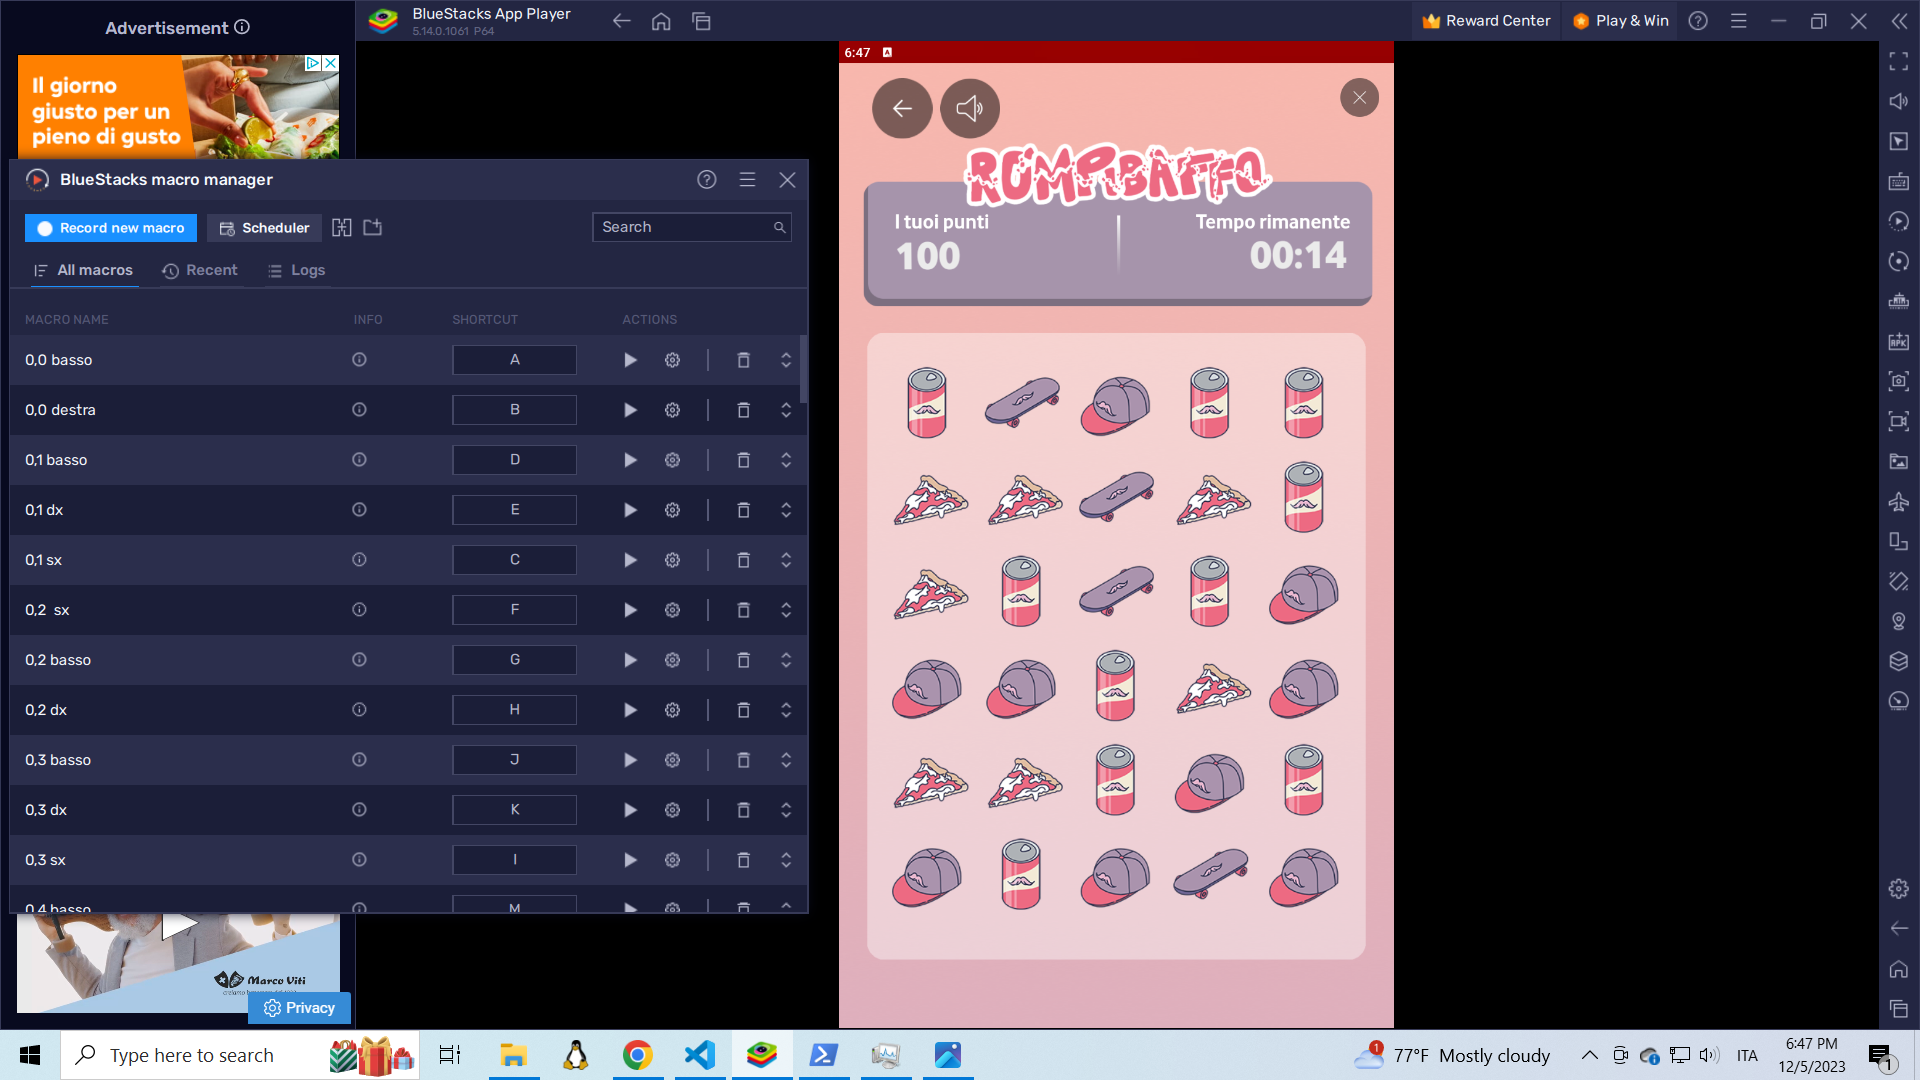 Advertisement
Il giorno
giusto per un
pieno di gusto
BlueStacks App Player
5.14.0.1061 P64
Reward Center
Play & Win
BlueStacks macro manager
Record new macro
Scheduler
Search
All macros
Recent
Logs
MACRO NAME INFO SHORTCUT ACTIONS
0,0 basso A
0,0 destra B
0,1 basso D
0,1 dx E
0,1 sx C
0,2 sx F
0,2 basso G
0,2 dx H
0,3 basso J
0,3 dx K
0,3 sx I
0,4 basso M
Marco Viti
Privacy
6:47
ROMPIBAFFO
I tuoi punti
100
Tempo rimanente
00:14
Type here to search
1
77°F Mostly cloudy
ITA
6:47 PM
12/5/2023
1